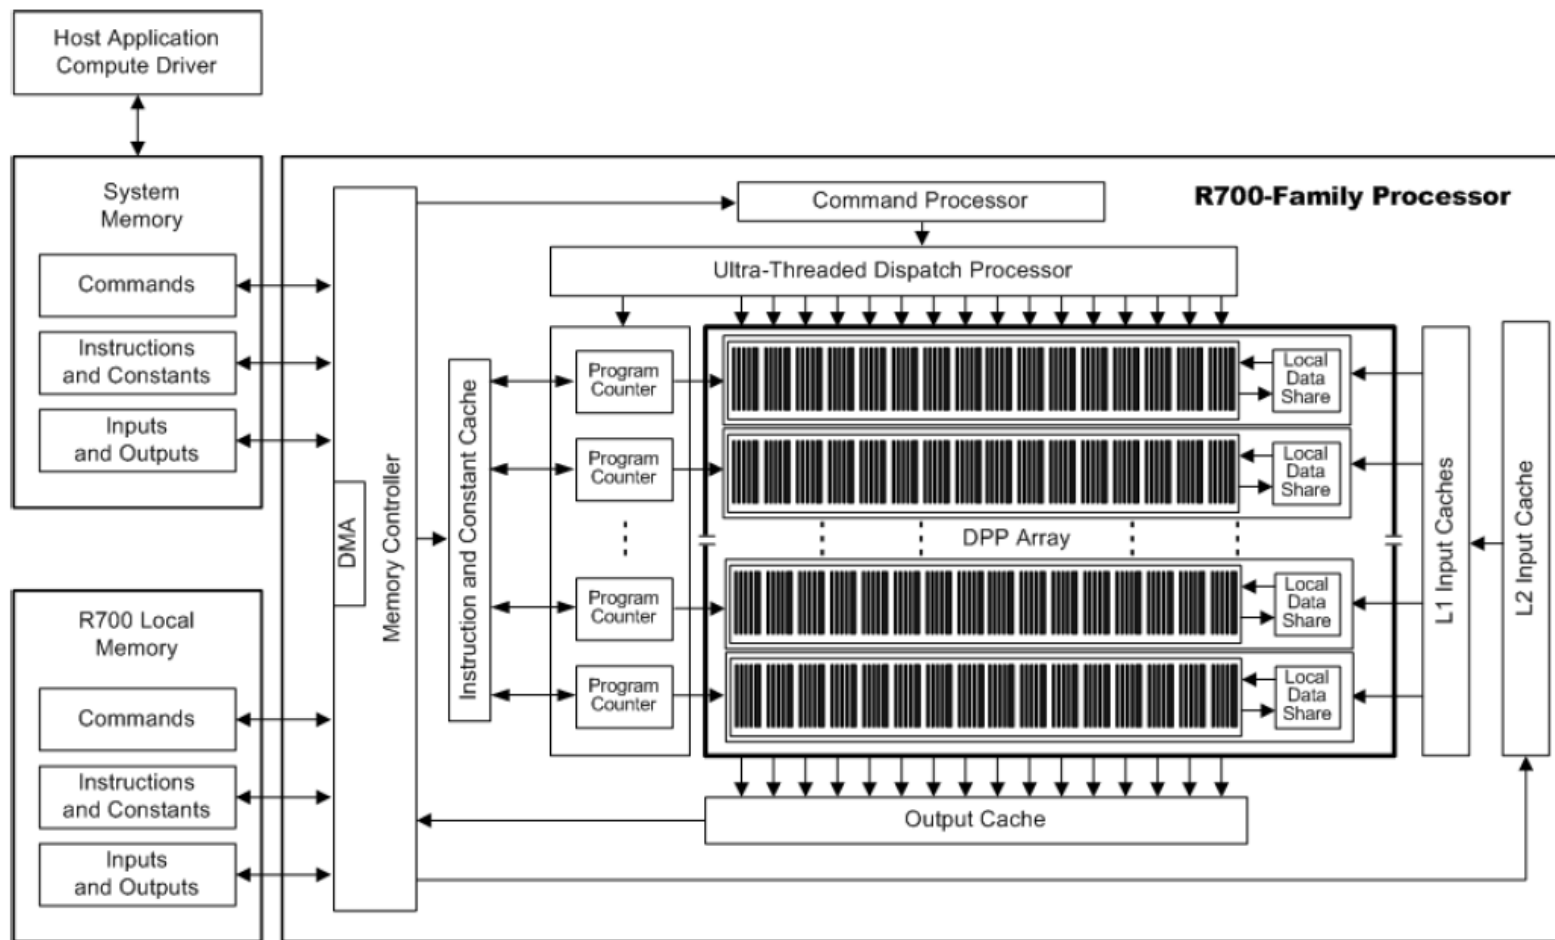 Host Application
Compute Driver
System
Memory
Commands
Instructions
and Constants
Inputs
and Outputs
R700 Local
Memory
Commands
Instructions
and Constants
Inputs
and Outputs
R700-Family Processor
DMA
Memory Controller
Command Processor
Ultra-Threaded Dispatch Processor
Instruction and Constant Cache
Program
Counter
Program
Counter
Program
Counter
Program
Counter
Local
Data
Share
Local
Data
Share
DPP Array
Local
Data
Share
Local
Data
Share
L1 Input Caches
L2 Input Cache
Output Cache